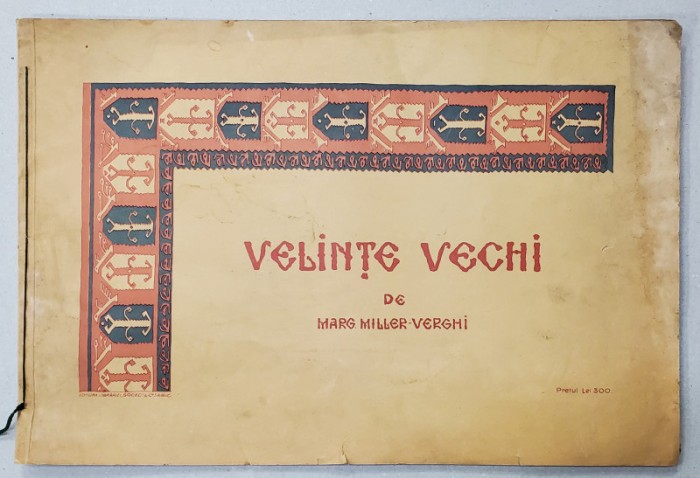 VELINȚE VECHI
DE
MARG. MILLER-VERGHI
Prețul Lei 300